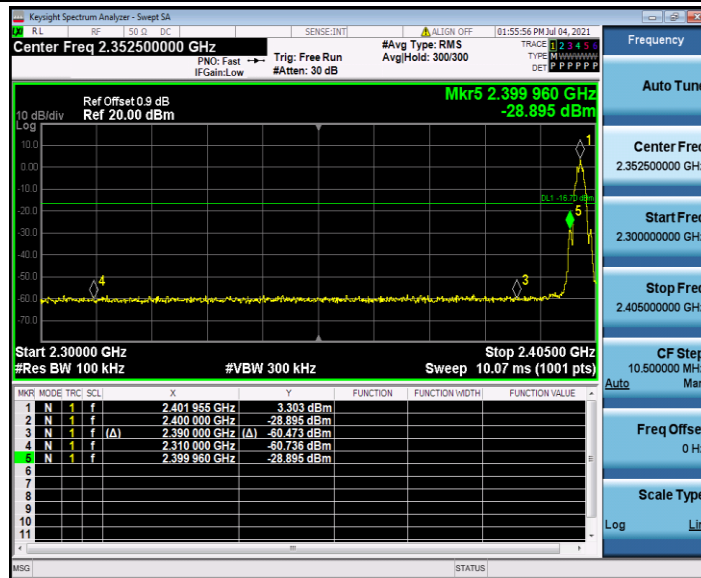 Keysight Spectrum Analyzer - Swept SA
RL RF 50 Ω DC SENSE:INT ALIGN OFF 01:55:56 PM Jul 04, 2021
Center Freq 2.352500000 GHz
PNO: Fast
IFGain:Low
Trig: Free Run
#Atten: 30 dB
#Avg Type: RMS
Avg|Hold: 300/300
TRACE 1 2 3 4 5 6
TYPE M
DET P P P P P P
Ref Offset 0.9 dB
Ref 20.00 dBm
Mkr5 2.399 960 GHz
-28.895 dBm
10 dB/div
Log
10.0
0.00
-10.0
-20.0
-30.0
-40.0
-50.0
-60.0
-70.0
1
5
3
4
Start 2.30000 GHz
Stop 2.40500 GHz
#Res BW 100 kHz
#VBW 300 kHz
Sweep 10.07 ms (1001 pts)
MKR MODE TRC SCL X Y FUNCTION FUNCTION WIDTH FUNCTION VALUE
1 N 1 f 2.401 955 GHz 3.303 dBm
2 N 1 f 2.400 000 GHz -28.895 dBm
3 N 1 f (Δ) 2.390 000 GHz (Δ) -60.473 dBm
4 N 1 f 2.310 000 GHz -60.736 dBm
5 N 1 f 2.399 960 GHz -28.895 dBm
6
7
8
9
10
11
MSG
STATUS
Frequency
Auto Tune
Center Freq
2.352500000 GHz
Start Freq
2.300000000 GHz
Stop Freq
2.405000000 GHz
CF Step
10.500000 MHz
Auto Man
Freq Offset
0 Hz
Scale Type
Log Lin